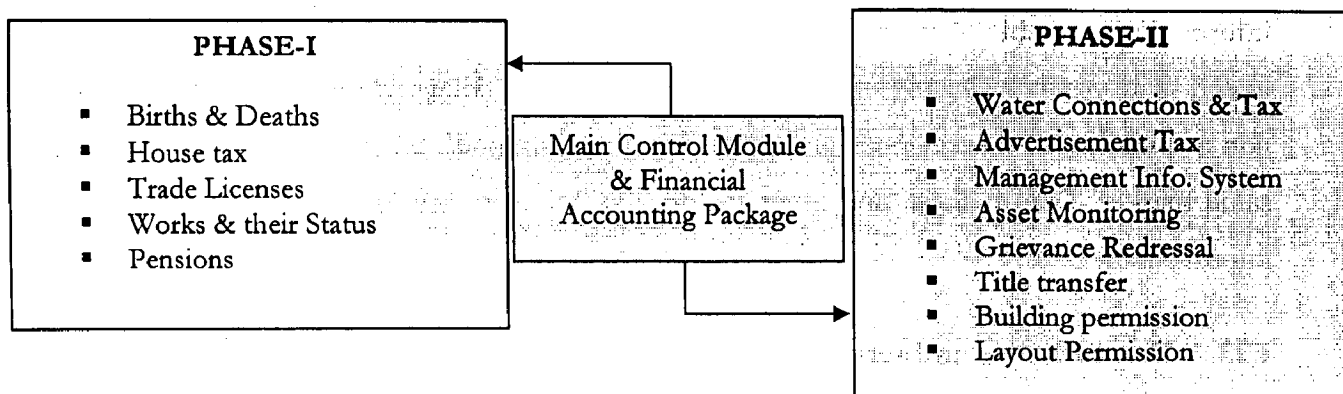 PHASE-I
▪ Births & Deaths
▪ House tax
▪ Trade Licenses
▪ Works & their Status
▪ Pensions
Main Control Module
& Financial
Accounting Package
PHASE-II
▪ Water Connections & Tax
▪ Advertisement Tax
▪ Management Info. System
▪ Asset Monitoring
▪ Grievance Redressal
▪ Title transfer
▪ Building permission
▪ Layout Permission